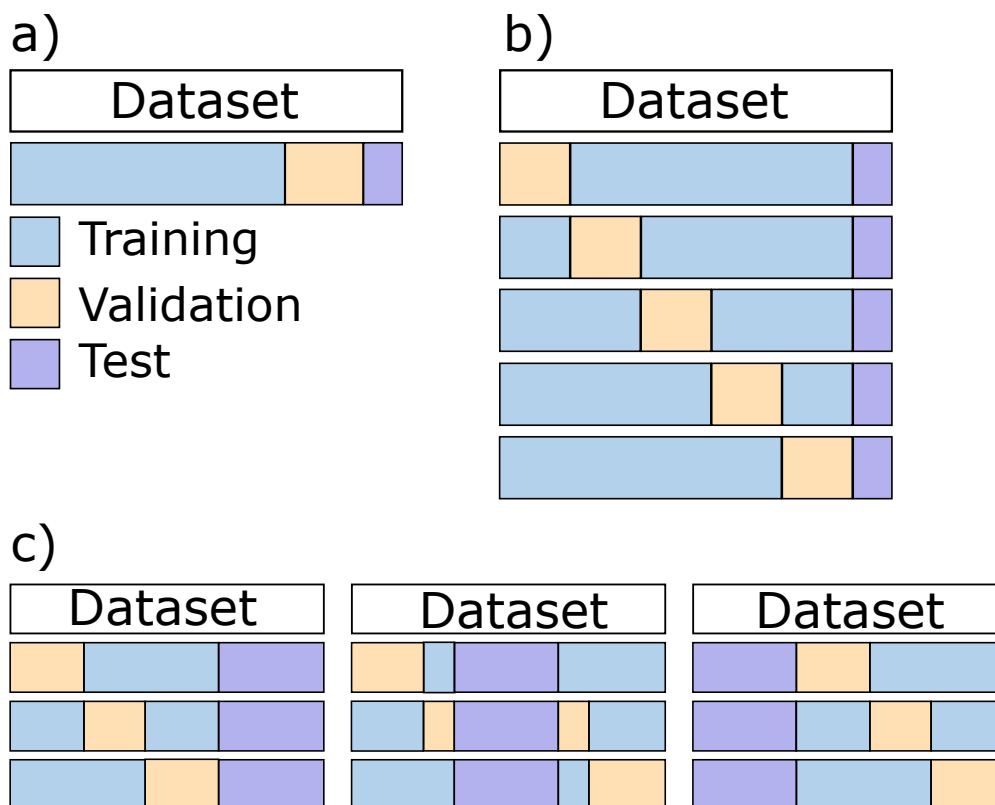 a)
Dataset
Training
Validation
Test
b)
Dataset
c)
Dataset
Dataset
Dataset